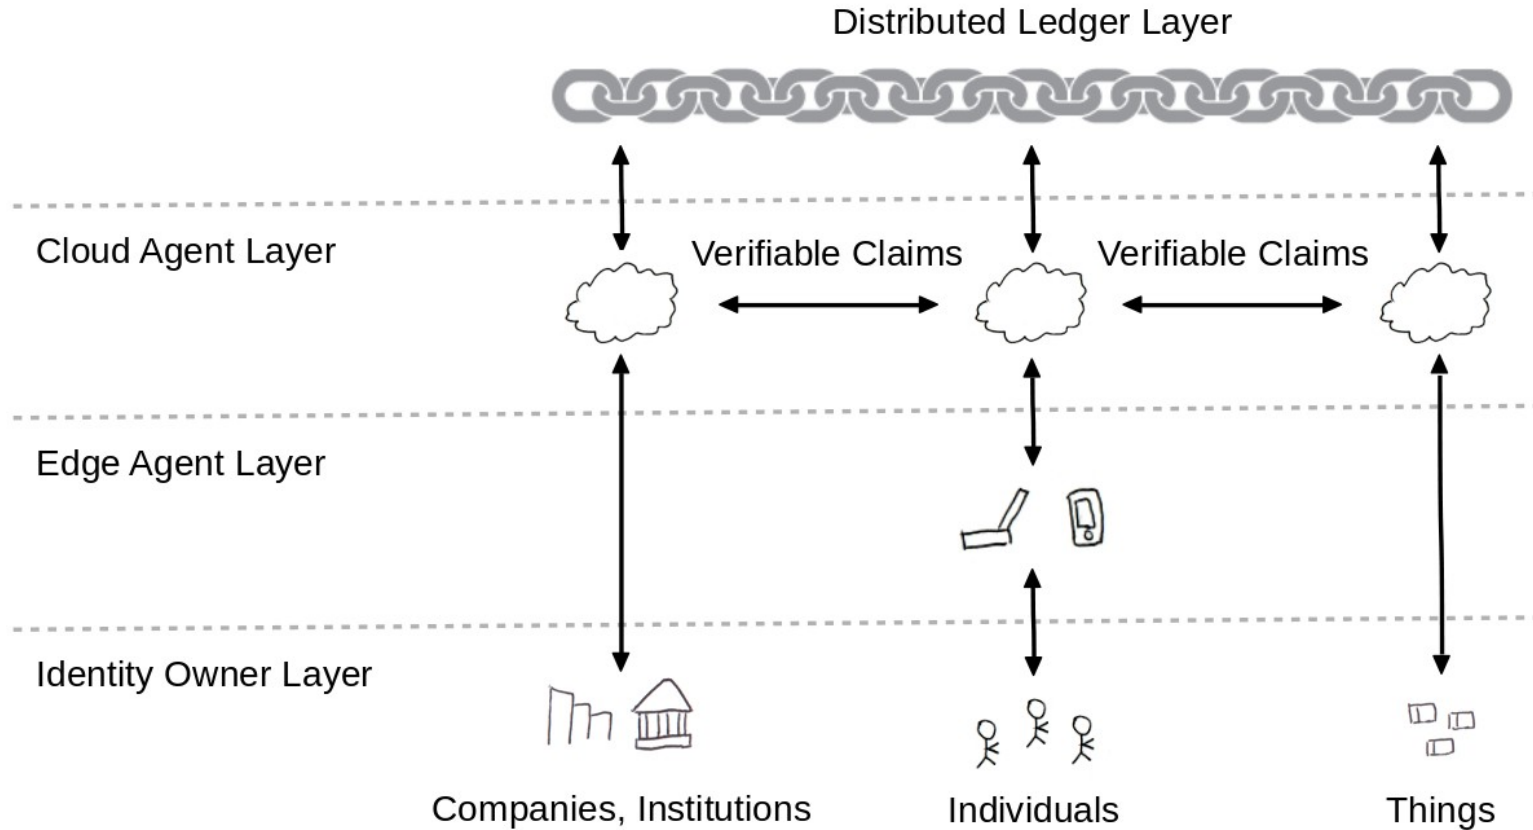 Distributed Ledger Layer
Cloud Agent Layer
Verifiable Claims
Verifiable Claims
Edge Agent Layer
Identity Owner Layer
Companies, Institutions
Individuals
Things